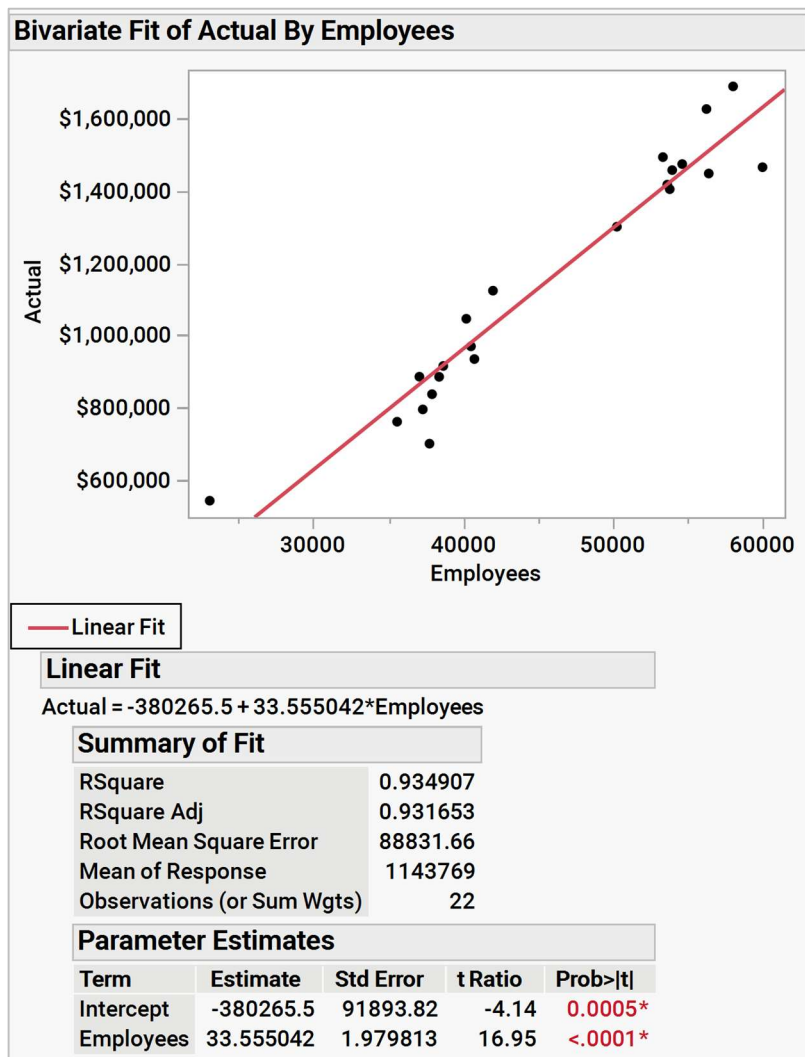 Bivariate Fit of Actual By Employees
$1,600,000
$1,400,000
$1,200,000
$1,000,000
$800,000
$600,000
Actual
30000 40000 50000 60000
Employees
Linear Fit
Linear Fit
Actual = -380265.5 + 33.555042*Employees
Summary of Fit
RSquare 0.934907
RSquare Adj 0.931653
Root Mean Square Error 88831.66
Mean of Response 1143769
Observations (or Sum Wgts) 22
Parameter Estimates
Term Estimate Std Error t Ratio Prob>|t|
Intercept -380265.5 91893.82 -4.14 0.0005*
Employees 33.555042 1.979813 16.95 <.0001*